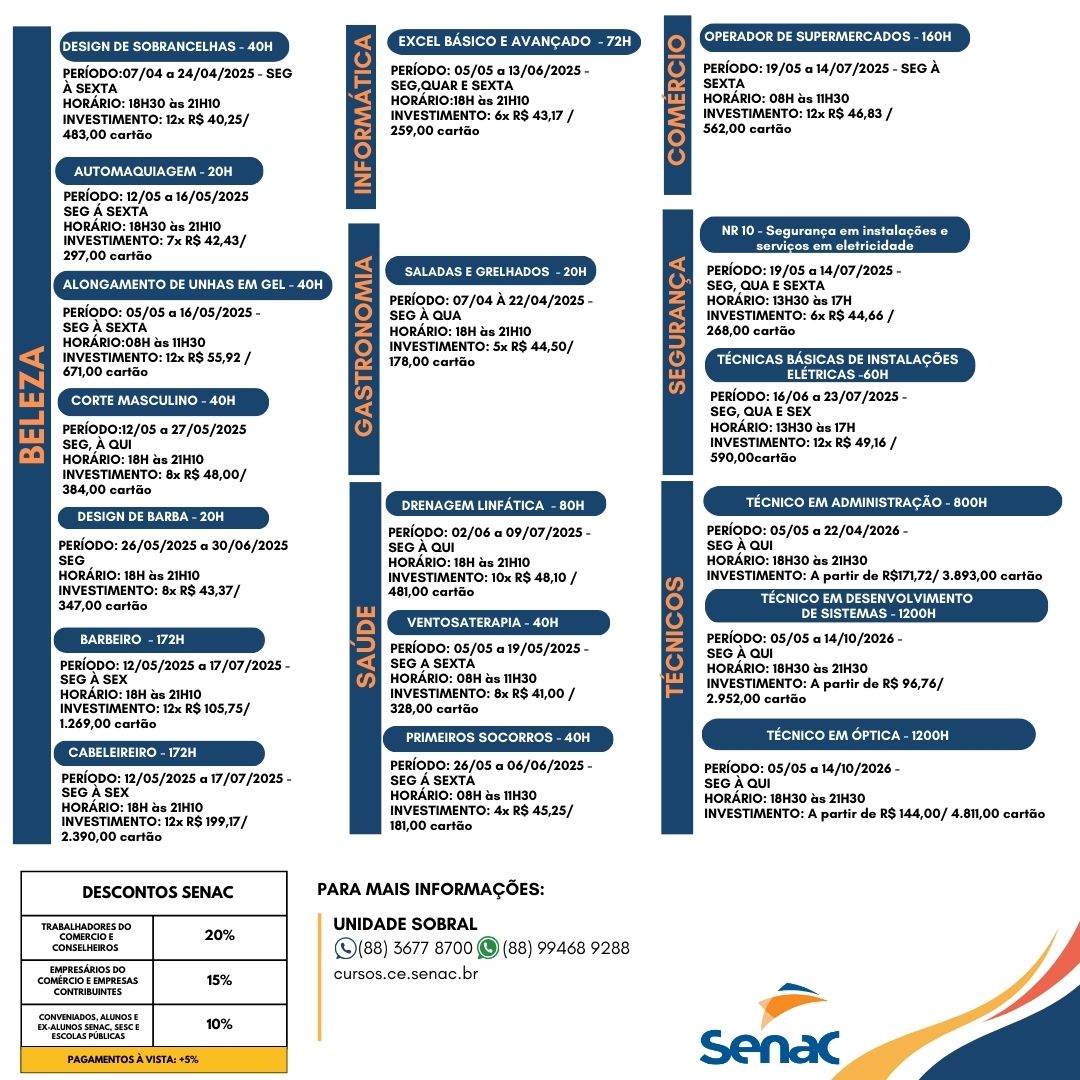 BELEZA
DESIGN DE SOBRANCELHAS - 40H
PERÍODO:07/04 a 24/04/2025 - SEG
À SEXTA
HORÁRIO: 18H30 às 21H10
INVESTIMENTO: 12x R$ 40,25/
483,00 cartão
AUTOMAQUIAGEM - 20H
PERÍODO: 12/05 a 16/05/2025
SEG Á SEXTA
HORÁRIO: 18H30 às 21H10
INVESTIMENTO: 7x R$ 42,43/
297,00 cartão
ALONGAMENTO DE UNHAS EM GEL - 40H
PERÍODO: 05/05 a 16/05/2025 -
SEG À SEXTA
HORÁRIO:08H às 11H30
INVESTIMENTO: 12x R$ 55,92 /
671,00 cartão
CORTE MASCULINO - 40H
PERÍODO:12/05 a 27/05/2025
SEG, À QUI
HORÁRIO: 18H às 21H10
INVESTIMENTO: 8x R$ 48,00/
384,00 cartão
DESIGN DE BARBA - 20H
PERÍODO: 26/05/2025 a 30/06/2025
SEG
HORÁRIO: 18H às 21H10
INVESTIMENTO: 8x R$ 43,37/
347,00 cartão
BARBEIRO - 172H
PERÍODO: 12/05/2025 a 17/07/2025 -
SEG À SEX
HORÁRIO: 18H às 21H10
INVESTIMENTO: 12x R$ 105,75/
1.269,00 cartão
CABELEIREIRO - 172H
PERÍODO: 12/05/2025 a 17/07/2025 -
SEG À SEX
HORÁRIO: 18H às 21H10
INVESTIMENTO: 12x R$ 199,17/
2.390,00 cartão
INFORMÁTICA
EXCEL BÁSICO E AVANÇADO - 72H
PERÍODO: 05/05 a 13/06/2025 -
SEG,QUAR E SEXTA
HORÁRIO:18H às 21H10
INVESTIMENTO: 6x R$ 43,17 /
259,00 cartão
GASTRONOMIA
SALADAS E GRELHADOS - 20H
PERÍODO: 07/04 À 22/04/2025 -
SEG À QUA
HORÁRIO: 18H às 21H10
INVESTIMENTO: 5x R$ 44,50/
178,00 cartão
SAÚDE
DRENAGEM LINFÁTICA - 80H
PERÍODO: 02/06 a 09/07/2025 -
SEG À QUI
HORÁRIO: 18H às 21H10
INVESTIMENTO: 10x R$ 48,10 /
481,00 cartão
VENTOSATERAPIA - 40H
PERÍODO: 05/05 a 19/05/2025 -
SEG A SEXTA
HORÁRIO: 08H às 11H30
INVESTIMENTO: 8x R$ 41,00 /
328,00 cartão
PRIMEIROS SOCORROS - 40H
PERÍODO: 26/05 a 06/06/2025 -
SEG Á SEXTA
HORÁRIO: 08H às 11H30
INVESTIMENTO: 4x R$ 45,25/
181,00 cartão
COMÉRCIO
OPERADOR DE SUPERMERCADOS - 160H
PERÍODO: 19/05 a 14/07/2025 - SEG À
SEXTA
HORÁRIO: 08H às 11H30
INVESTIMENTO: 12x R$ 46,83 /
562,00 cartão
SEGURANÇA
NR 10 - Segurança em instalações e
serviços em eletricidade
PERÍODO: 19/05 a 14/07/2025 -
SEG, QUA E SEXTA
HORÁRIO: 13H30 às 17H
INVESTIMENTO: 6x R$ 44,66 /
268,00 cartão
TÉCNICAS BÁSICAS DE INSTALAÇÕES
ELÉTRICAS -60H
PERÍODO: 16/06 a 23/07/2025 -
SEG, QUA E SEX
HORÁRIO: 13H30 às 17H
INVESTIMENTO: 12x R$ 49,16 /
590,00cartão
TÉCNICOS
TÉCNICO EM ADMINISTRAÇÃO - 800H
PERÍODO: 05/05 a 22/04/2026 -
SEG À QUI
HORÁRIO: 18H30 às 21H30
INVESTIMENTO: A partir de R$171,72/ 3.893,00 cartão
TÉCNICO EM DESENVOLVIMENTO
DE SISTEMAS - 1200H
PERÍODO: 05/05 a 14/10/2026 -
SEG À QUI
HORÁRIO: 18H30 às 21H30
INVESTIMENTO: A partir de R$ 96,76/
2.952,00 cartão
TÉCNICO EM ÓPTICA - 1200H
PERÍODO: 05/05 a 14/10/2026 -
SEG À QUI
HORÁRIO: 18H30 às 21H30
INVESTIMENTO: A partir de R$ 144,00/ 4.811,00 cartão
DESCONTOS SENAC
TRABALHADORES DO
COMERCIO E
CONSELHEIROS
20%
EMPRESÁRIOS DO
COMÉRCIO E EMPRESAS
CONTRIBUINTES
15%
CONVENIADOS, ALUNOS E
EX-ALUNOS SENAC, SESC E
ESCOLAS PÚBLICAS
10%
PAGAMENTOS À VISTA: +5%
PARA MAIS INFORMAÇÕES:
UNIDADE SOBRAL
(88) 3677 8700 (88) 99468 9288
cursos.ce.senac.br
Senac